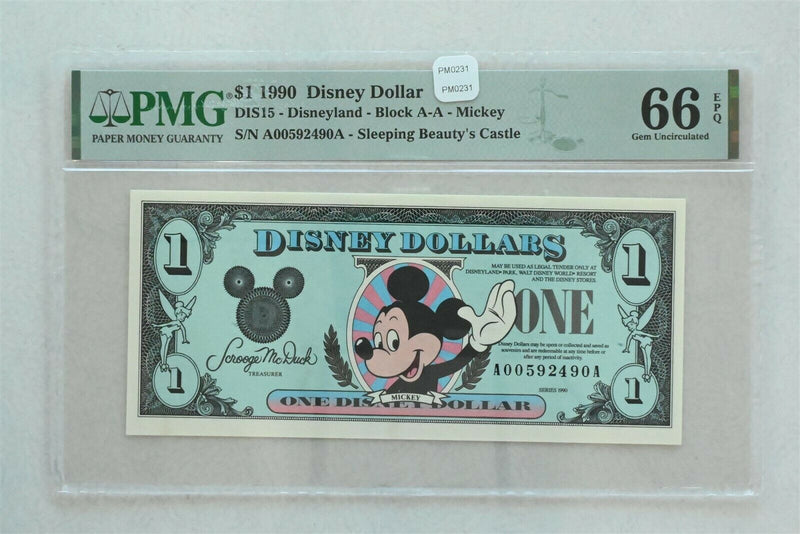 PM0231
PM0231
PMG®
PAPER MONEY GUARANTY
$1 1990 Disney Dollar
DIS15 - Disneyland - Block A-A - Mickey
S/N A00592490A - Sleeping Beauty's Castle
66 EPQ
Gem Uncirculated
1
1
DISNEY DOLLARS
MAY BE USED AS LEGAL TENDER ONLY AT
DISNEYLAND® PARK, WALT DISNEY WORLD® RESORT
AND THE DISNEY STORES.
ONE
Disney Dollars may be spent or collected and saved as
souvenirs and are redeemable at any time before or
after any period of inactivity.
Scrooge McDuck
TREASURER
A00592490A
SERIES 1990
1
1
MICKEY
ONE DISNEY DOLLAR